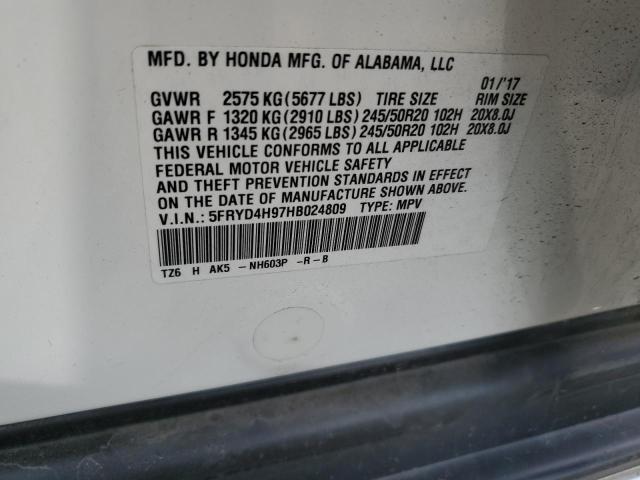 MFD. BY HONDA MFG. OF ALABAMA, LLC
01/'17
GVWR 2575 KG(5677 LBS) TIRE SIZE RIM SIZE
GAWR F 1320 KG(2910 LBS)245/50R20 102H 20X8.0J
GAWR R 1345 KG(2965 LBS)245/50R20 102H 20X8.0J
THIS VEHICLE CONFORMS TO ALL APPLICABLE
FEDERAL MOTOR VEHICLE SAFETY
AND THEFT PREVENTION STANDARDS IN EFFECT
ON THE DATE OF MANUFACTURE SHOWN ABOVE.
V.I.N.: 5FRYD4H97HB024809 TYPE: MPV
TZ6 H AK5 -NH603P -R-B